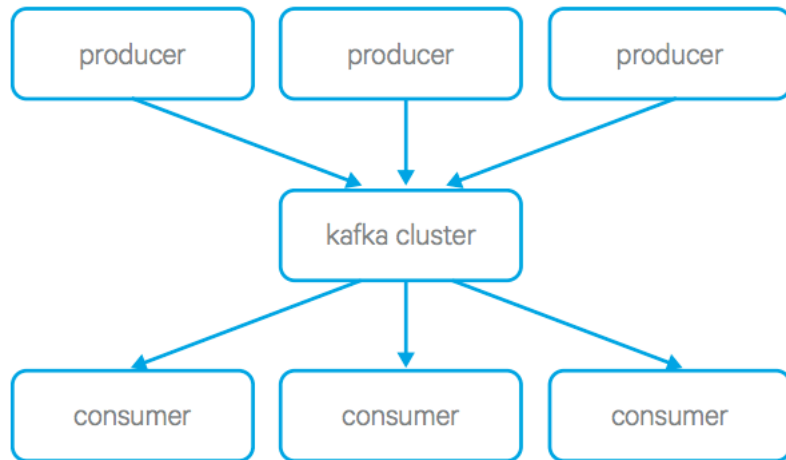 producer
producer
producer
kafka cluster
consumer
consumer
consumer